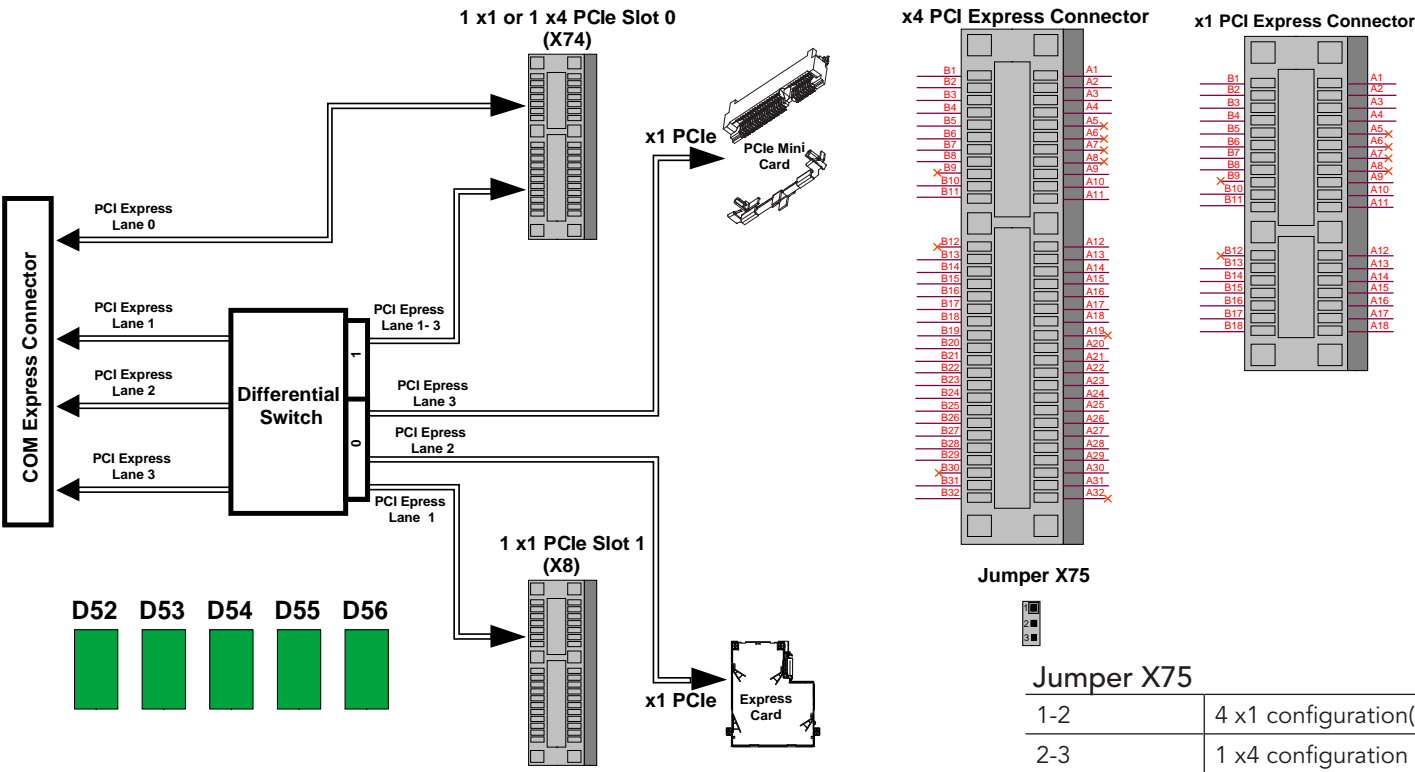 1 x1 or 1 x4 PCIe Slot 0
(X74)
x4 PCI Express Connector
x1 PCI Express Connector
B1
B2
B3
B4
B5
B6
B7
B8
B9
B10
B11
B12
B13
B14
B15
B16
B17
B18
B19
B20
B21
B22
B23
B24
B25
B26
B27
B28
B29
B30
B31
B32
A1
A2
A3
A4
A5
A6
A7
A8
A9
A10
A11
A12
A13
A14
A15
A16
A17
A18
A19
A20
A21
A22
A23
A24
A25
A26
A27
A28
A29
A30
A31
A32
B1
B2
B3
B4
B5
B6
B7
B8
B9
B10
B11
B12
B13
B14
B15
B16
B17
B18
A1
A2
A3
A4
A5
A6
A7
A8
A9
A10
A11
A12
A13
A14
A15
A16
A17
A18
x1 PCIe
PCIe Mini
Card
PCI Express
Lane 0
COM Express Connector
PCI Express
Lane 1
PCI Express
Lane 2
PCI Express
Lane 3
Differential
Switch
1
0
PCI Epress
Lane 1- 3
PCI Epress
Lane 3
PCI Epress
Lane 2
PCI Epress
Lane 1
1 x1 PCIe Slot 1
(X8)
D52 D53 D54 D55 D56
x1 PCIe
Express
Card
Jumper X75
1
2
3
Jumper X75
1-2 4 x1 configuration(
2-3 1 x4 configuration